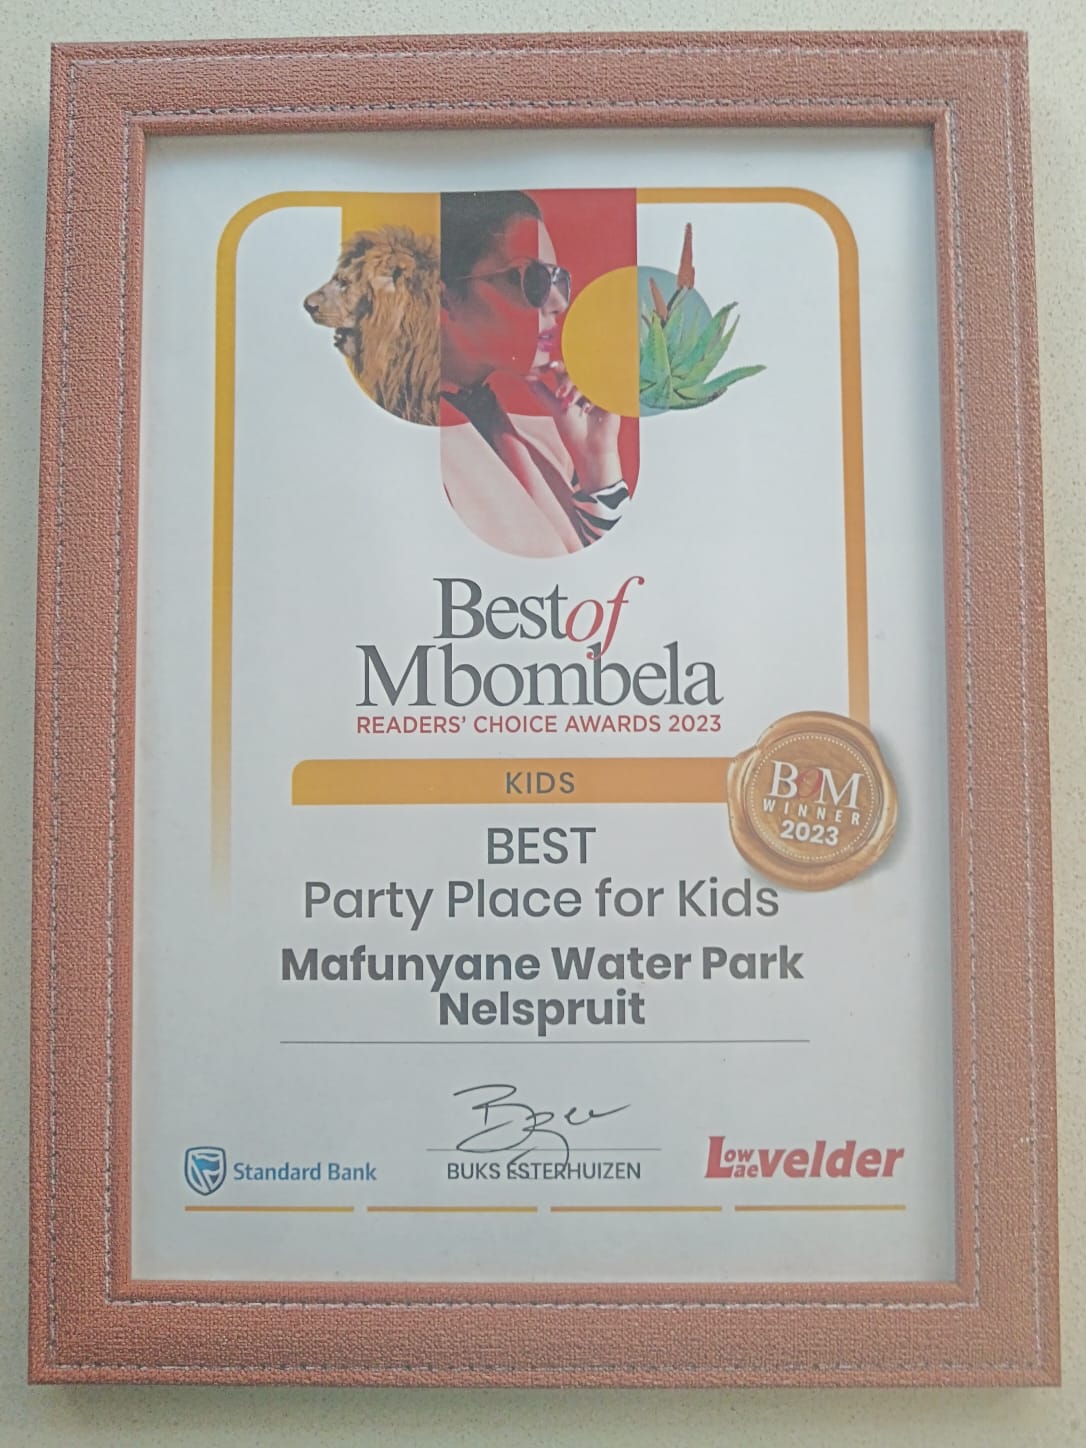 Best of
Mbombela
READERS' CHOICE AWARDS 2023
KIDS
BOM
WINNER
2023
BEST
Party Place for Kids
Mafunyane Water Park
Nelspruit
Standard Bank
BUKS ESTERHUIZEN
Lowvelder
Laevelder